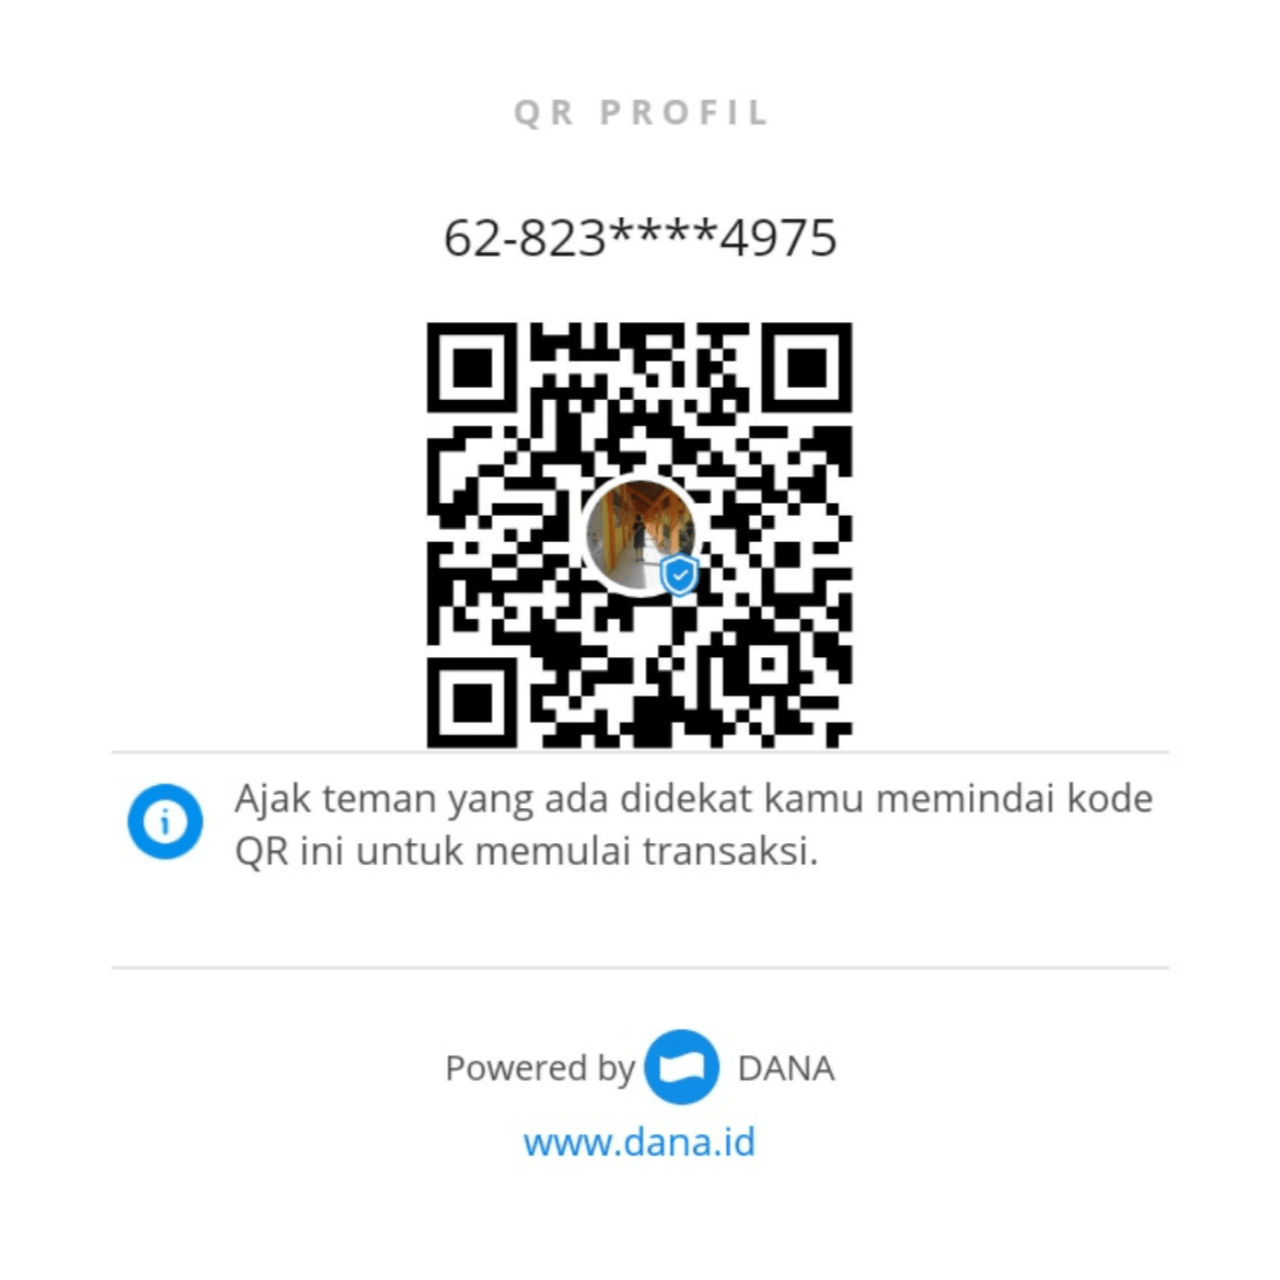 QR PROFIL
62-823****4975
Ajak teman yang ada didekat kamu memindai kode
QR ini untuk memulai transaksi.
Powered by DANA
www.dana.id